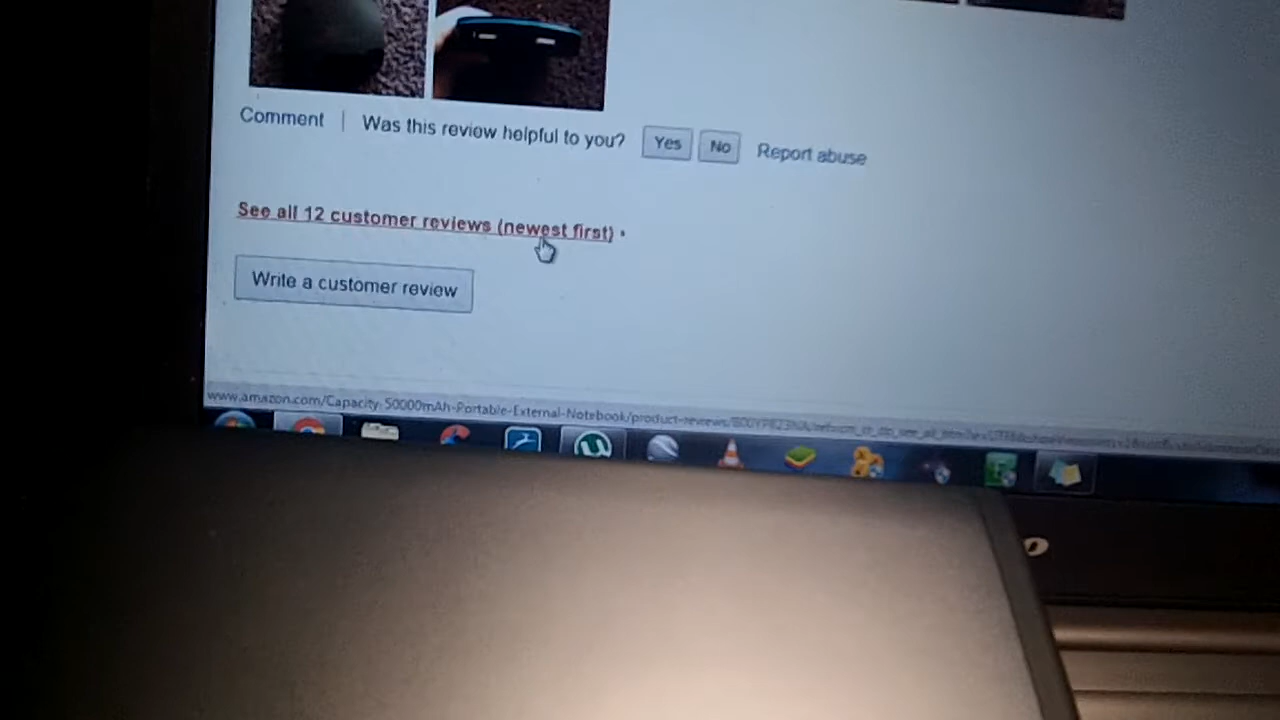 Comment | Was this review helpful to you? Yes No Report abuse
See all 12 customer reviews (newest first) ▸
Write a customer review
www.amazon.com/Capacity-50000mAh-Portable-External-Notebook/product-reviews/